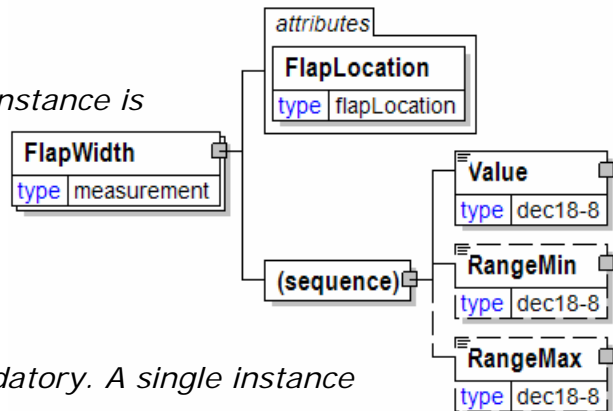 attributes
FlapLocation
nstance is
type flapLocation
FlapWidth
type measurement
Value
type dec18-8
RangeMin
(sequence)
type dec18-8
RangeMax
datory. A single instance
type dec18-8